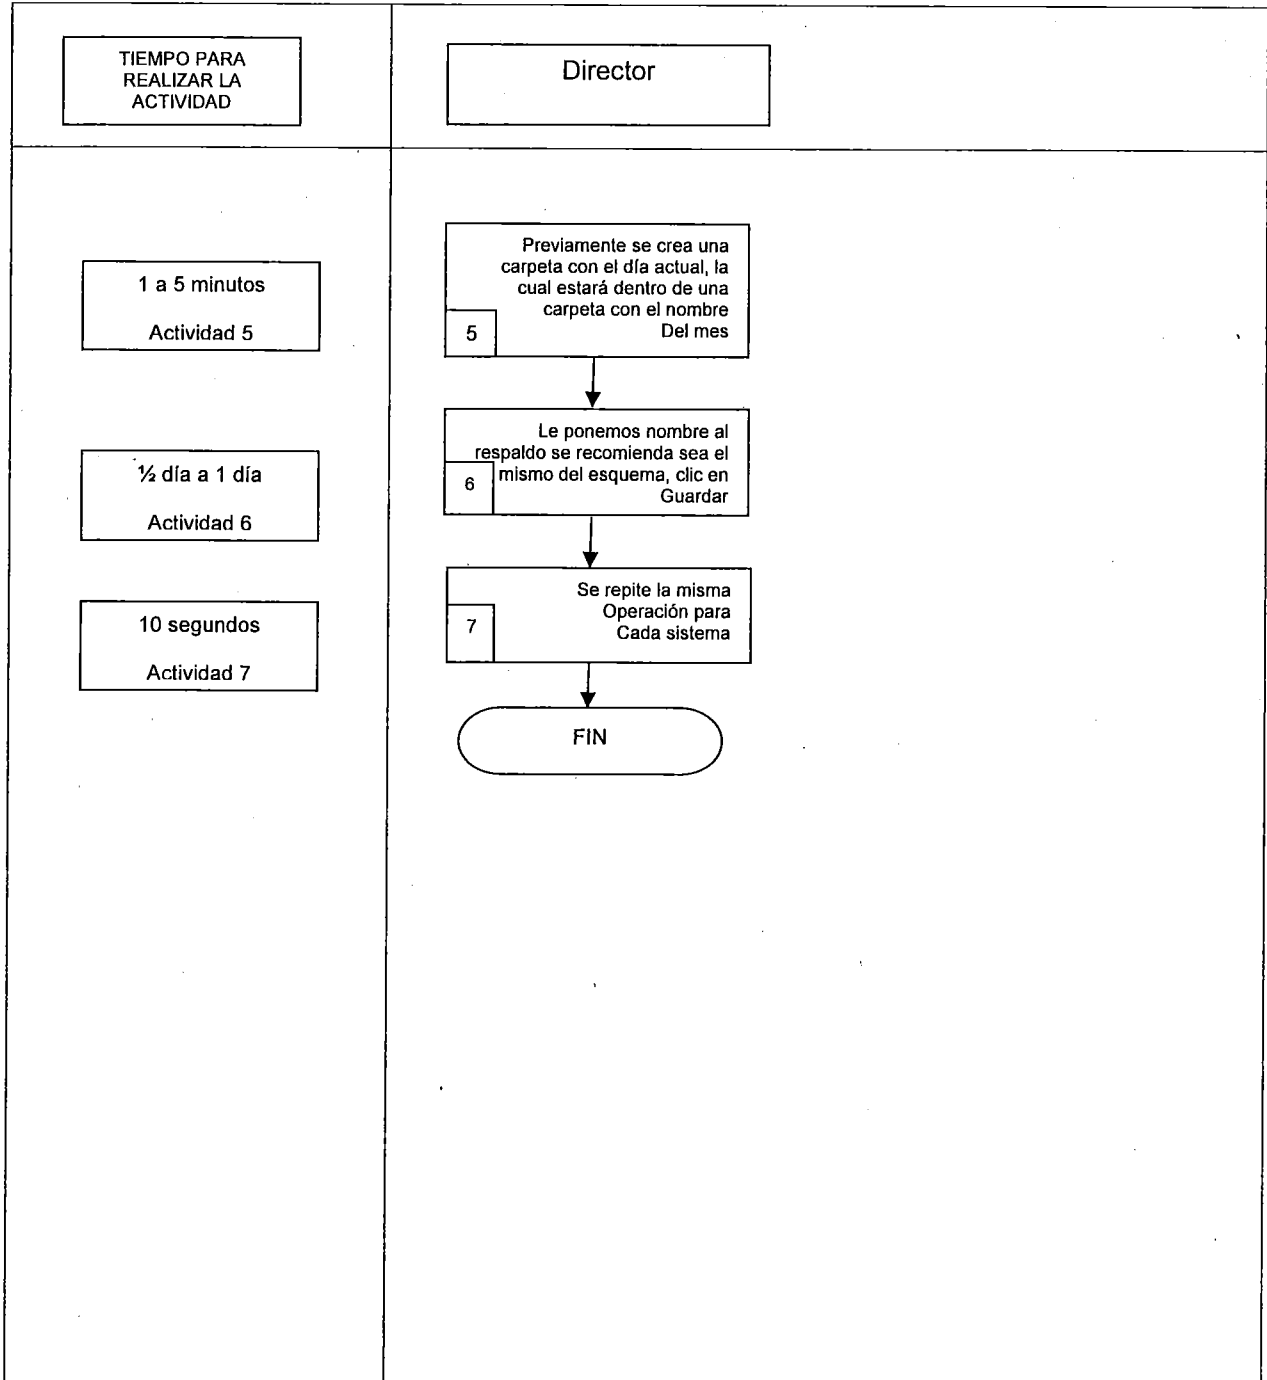 TIEMPO PARA
REALIZAR LA
ACTIVIDAD
Director
1 a 5 minutos
Actividad 5
Previamente se crea una
carpeta con el día actual, la
cual estará dentro de una
carpeta con el nombre
Del mes
5
½ día a 1 día
Actividad 6
Le ponemos nombre al
respaldo se recomienda sea el
mismo del esquema, clic en
Guardar
6
10 segundos
Actividad 7
Se repite la misma
Operación para
Cada sistema
7
FIN